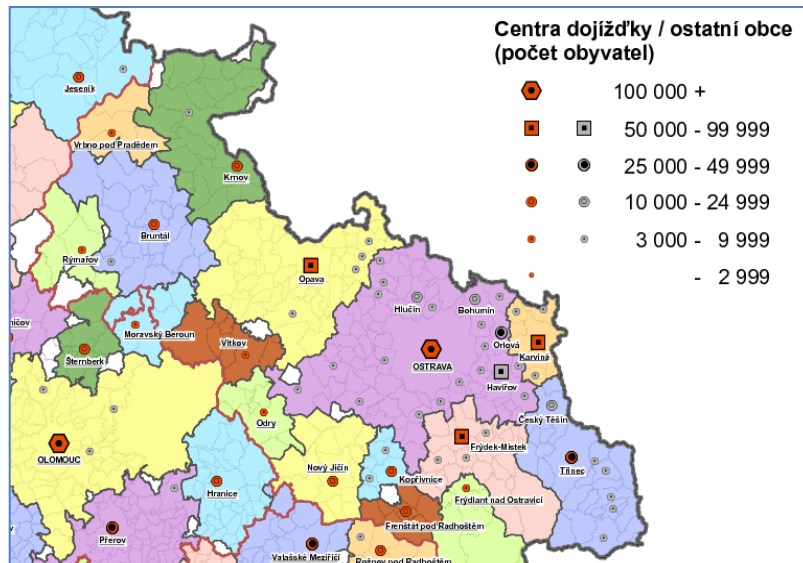 Centra dojížďky / ostatní obce
(počet obyvatel)
100 000 +
50 000 - 99 999
25 000 - 49 999
10 000 - 24 999
3 000 - 9 999
- 2 999
Jeseník
Vrbno pod Pradědem
Krnov
Bruntál
Rýmařov
Opava
Hlučín
Bohumín
Moravský Beroun
Vítkov
Orlová
Karviná
Šternberk
OSTRAVA
Havířov
Odry
Český Těšín
OLOMOUC
Nový Jičín
Kopřivnice
Frýdek-Místek
Třinec
Hranice
Frýdlant nad Ostravicí
Frenštát pod Radhoštěm
Přerov
Valašské Meziříčí
Rožnov pod Radhoštěm